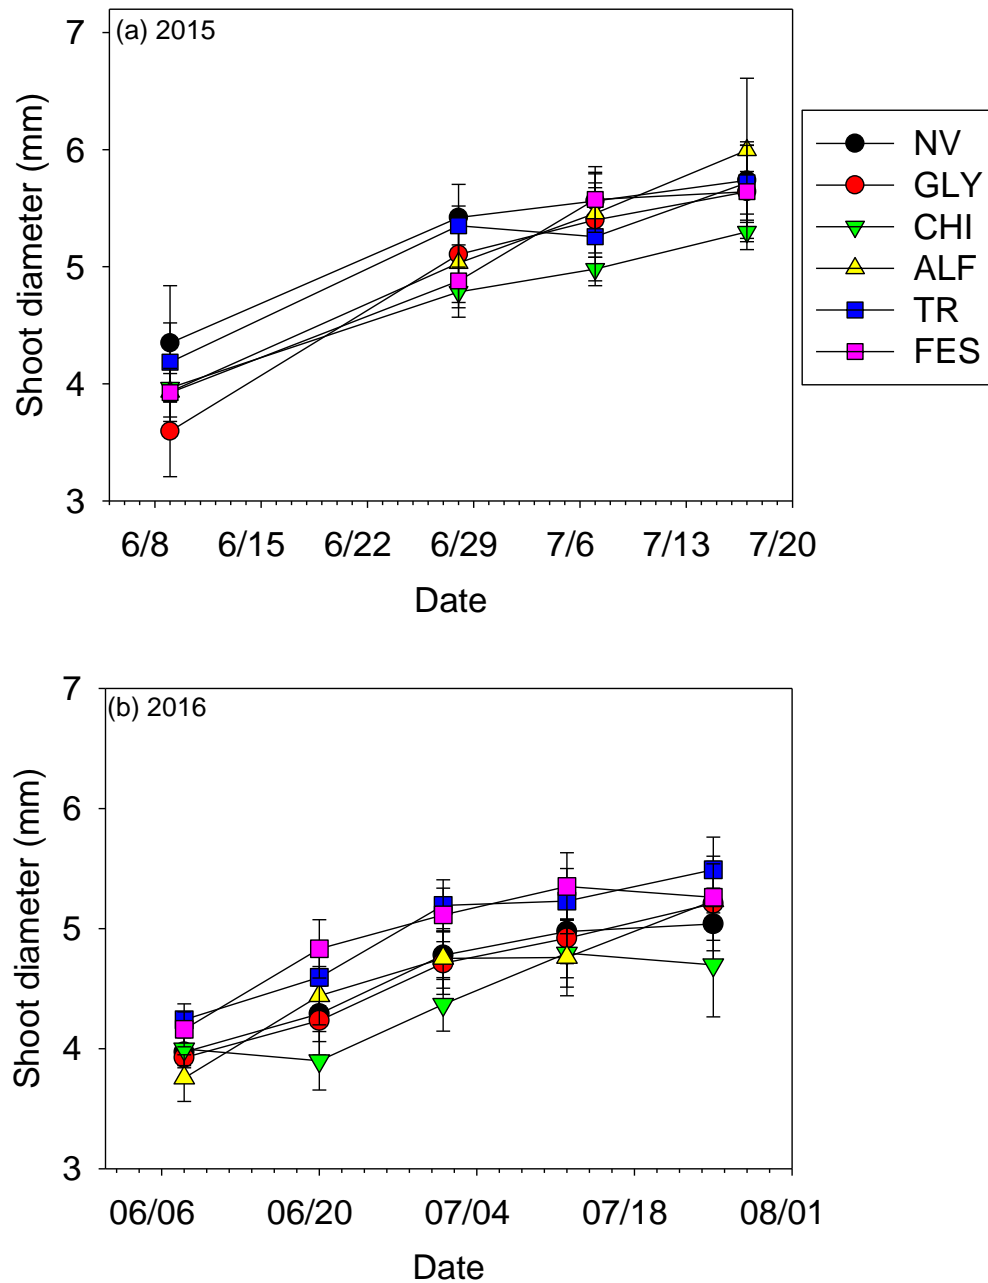 (a) 2015
7
6
5
4
3
Shoot diameter (mm)
6/8 6/15 6/22 6/29 7/6 7/13 7/20
Date
NV
GLY
CHI
ALF
TR
FES
(b) 2016
7
6
5
4
3
Shoot diameter (mm)
06/06 06/20 07/04 07/18 08/01
Date